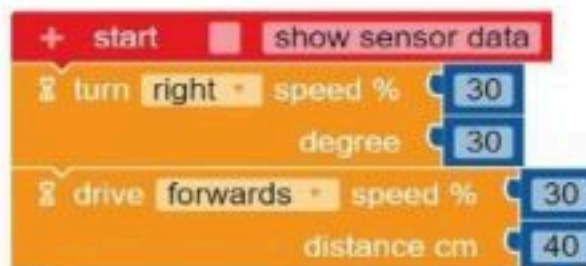 + start show sensor data
turn right speed % 30
degree 30
drive forwards speed % 30
distance cm 40